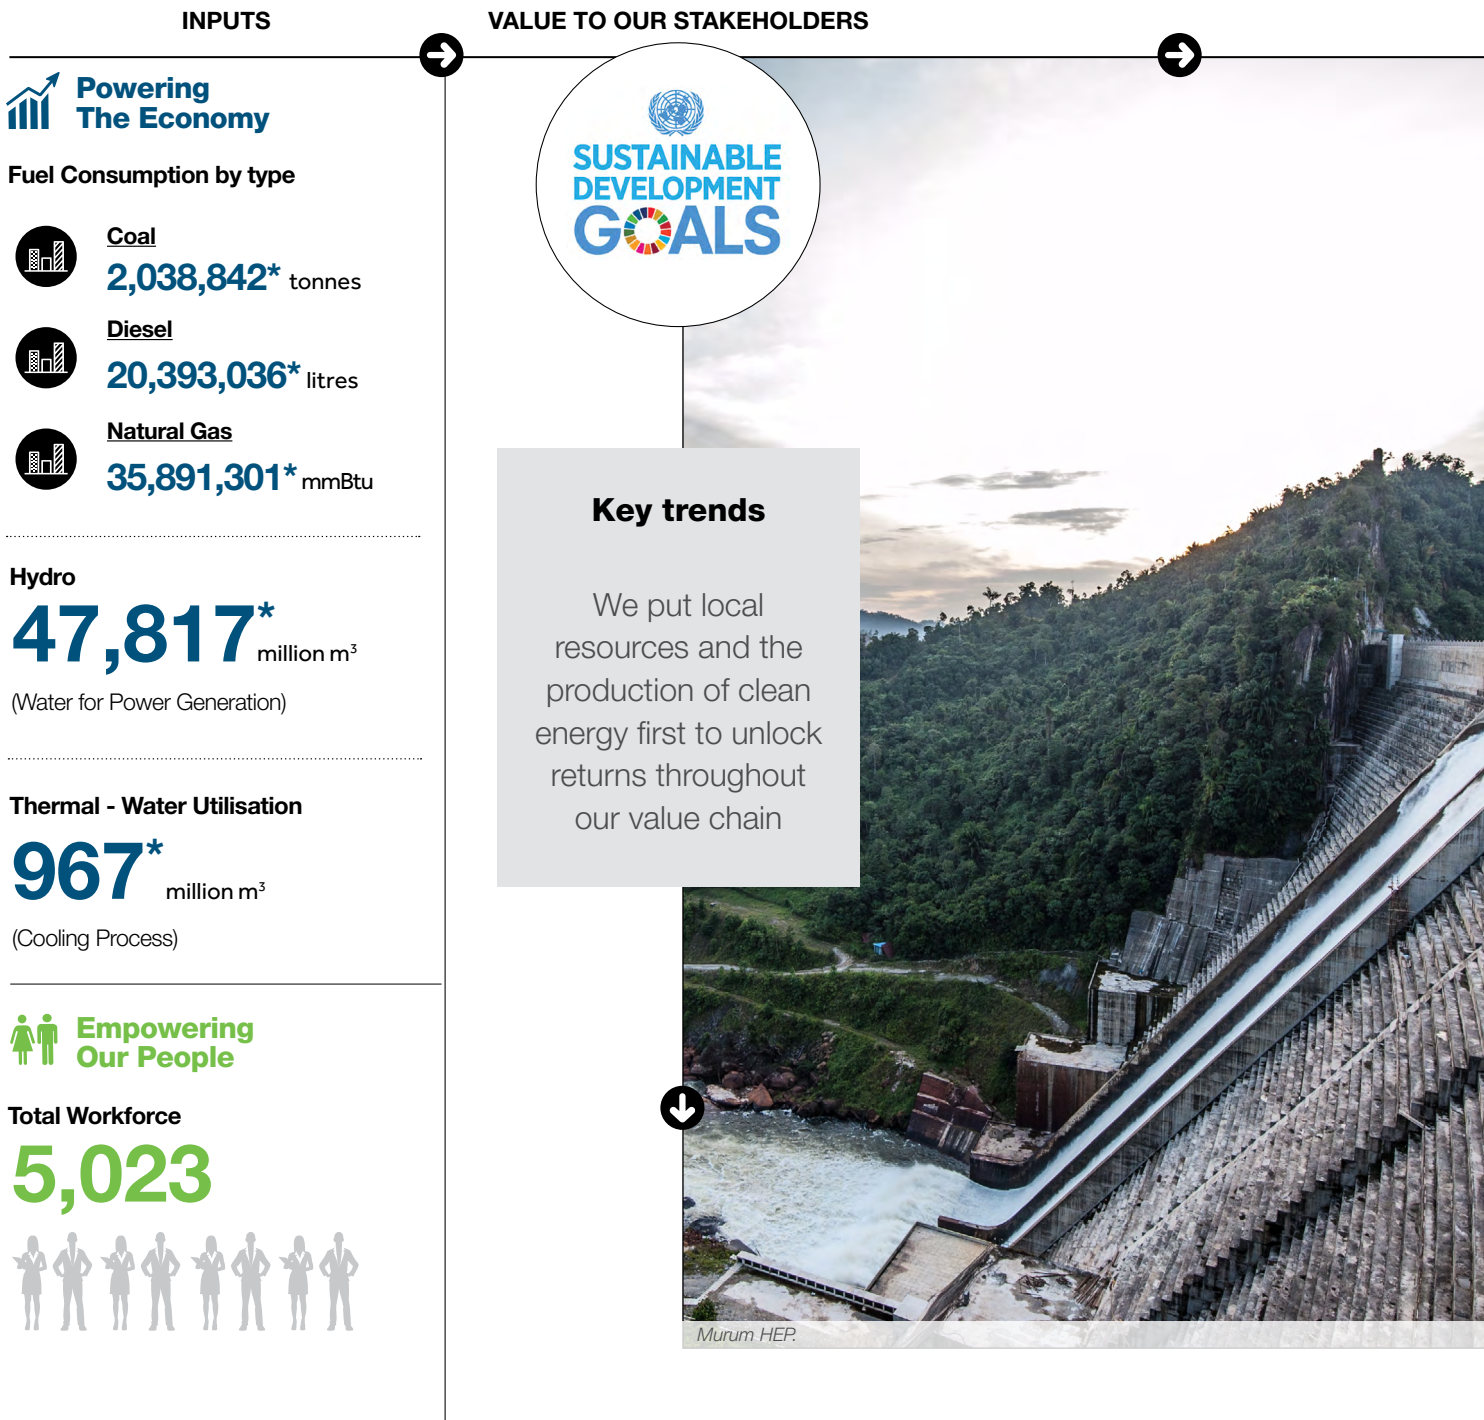 INPUTS
VALUE TO OUR STAKEHOLDERS
Powering
The Economy
Fuel Consumption by type
Coal
2,038,842* tonnes
Diesel
20,393,036* litres
Natural Gas
35,891,301* mmBtu
Hydro
47,817* million m³
(Water for Power Generation)
Thermal - Water Utilisation
967* million m³
(Cooling Process)
Empowering
Our People
Total Workforce
5,023
SUSTAINABLE
DEVELOPMENT
GOALS
Key trends
We put local
resources and the
production of clean
energy first to unlock
returns throughout
our value chain
Murum HEP.